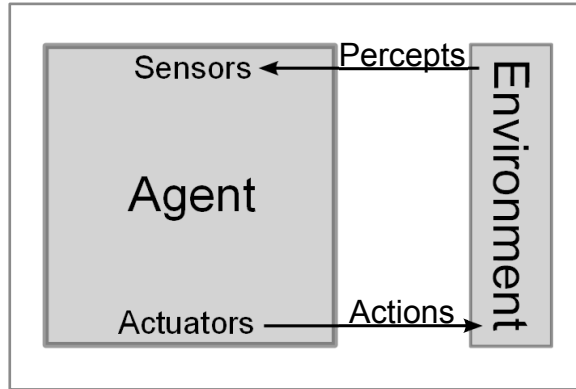 Percepts
Sensors
Environment
Agent
Actions
Actuators